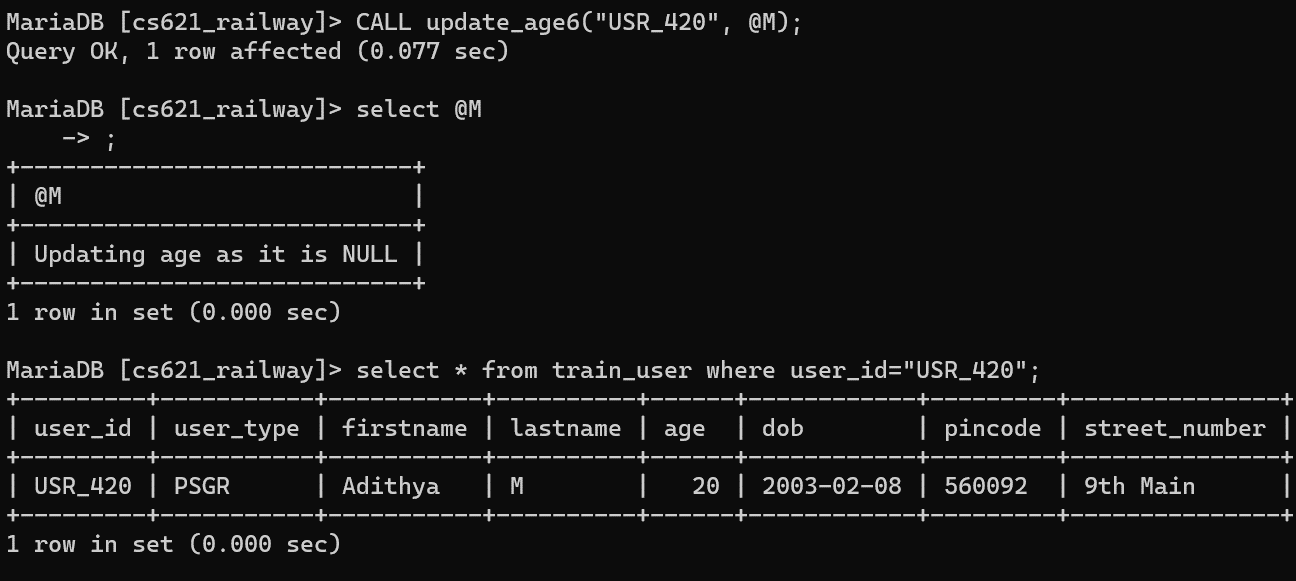 MariaDB [cs621_railway]> CALL update_age6("USR_420", @M);
Query OK, 1 row affected (0.077 sec)
MariaDB [cs621_railway]> select @M
    -> ;
+----------------------------+
| @M                         |
+----------------------------+
| Updating age as it is NULL |
+----------------------------+
1 row in set (0.000 sec)
MariaDB [cs621_railway]> select * from train_user where user_id="USR_420";
+---------+-----------+-----------+----------+------+------------+---------+---------------+
| user_id | user_type | firstname | lastname | age  | dob        | pincode | street_number |
+---------+-----------+-----------+----------+------+------------+---------+---------------+
| USR_420 | PSGR      | Adithya   | M        |   20 | 2003-02-08 | 560092  | 9th Main      |
+---------+-----------+-----------+----------+------+------------+---------+---------------+
1 row in set (0.000 sec)